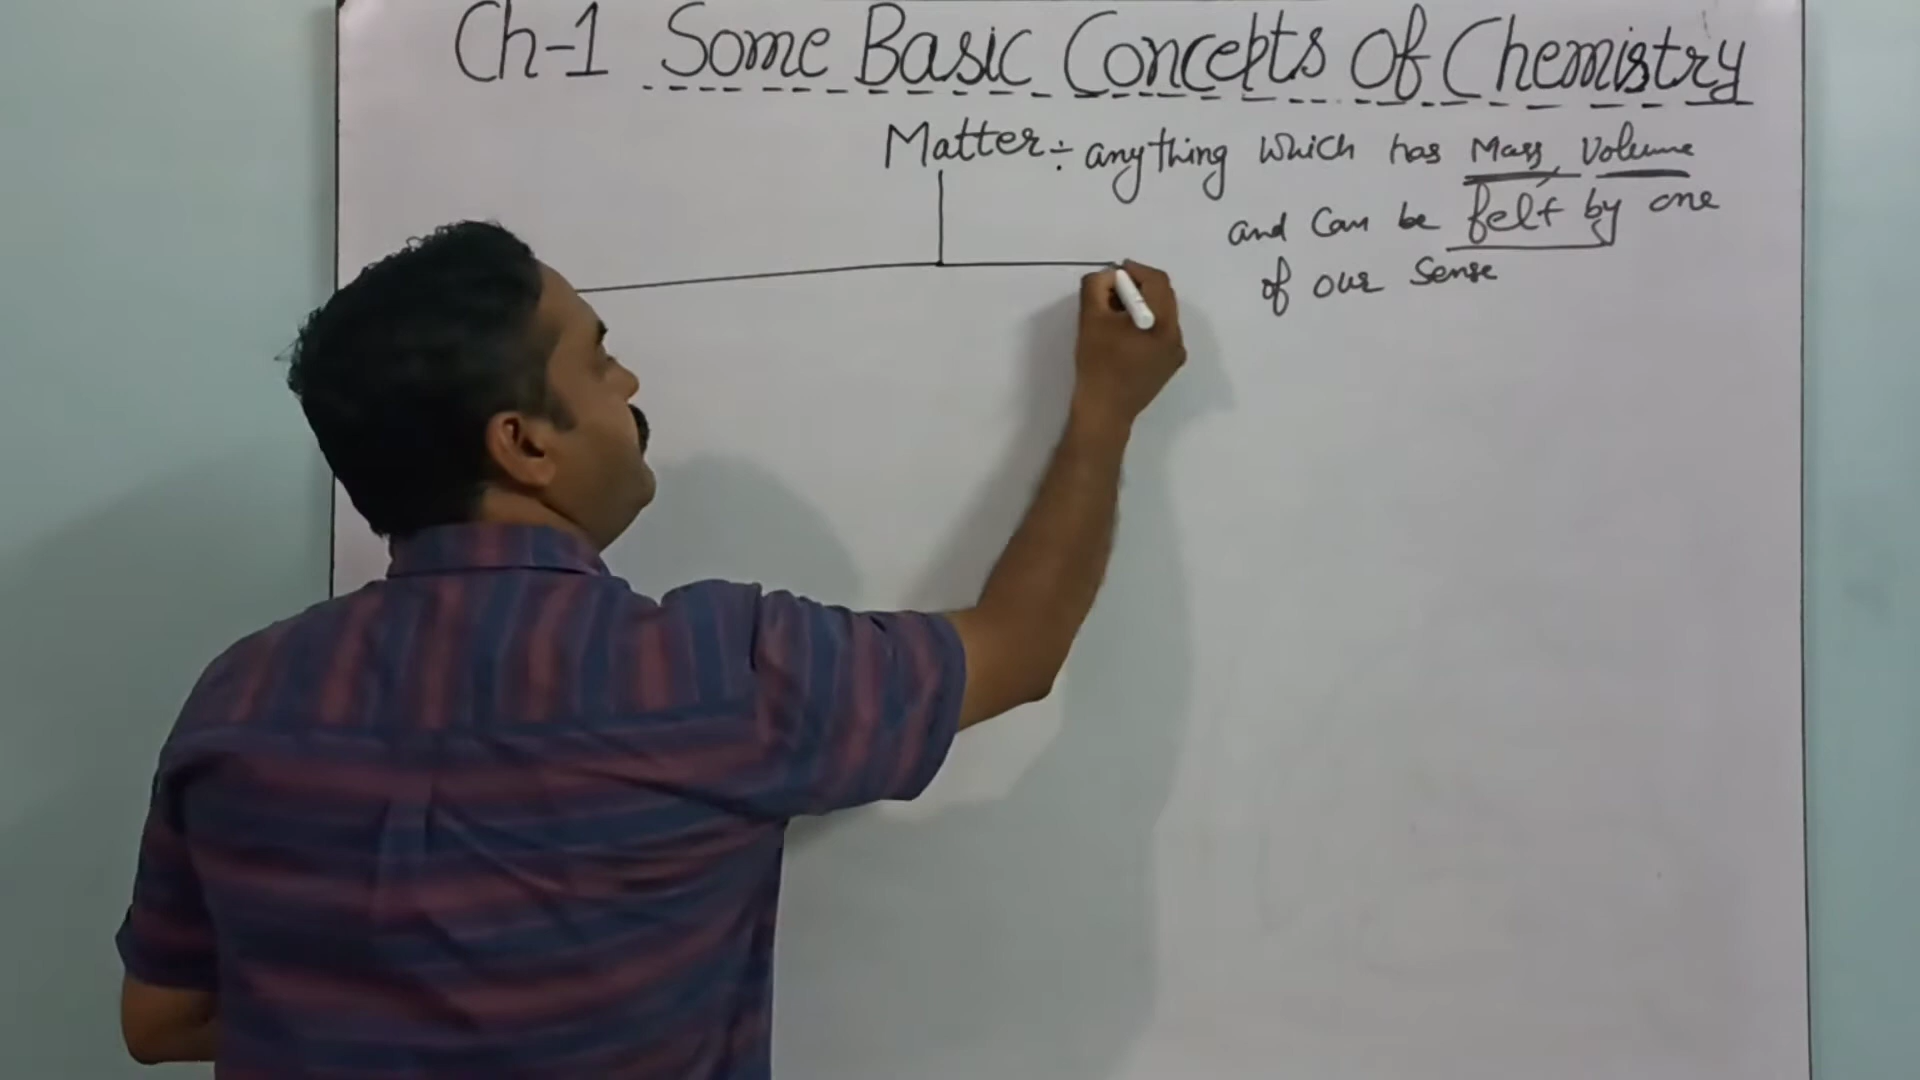 Ch-1 Some Basic Concepts Of Chemistry
Matter ÷ anything which has Mass, Volume
and Can be felt by one
of our Sense